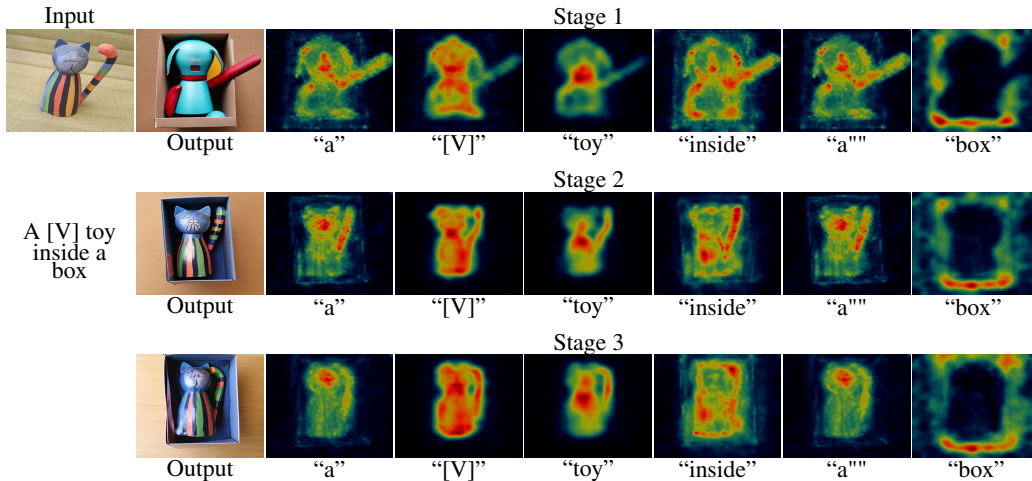 Input
Stage 1
Output “a” “[V]” “toy” “inside” “a"" “box”
Stage 2
A [V] toy
inside a
box
Output “a” “[V]” “toy” “inside” “a"" “box”
Stage 3
Output “a” “[V]” “toy” “inside” “a"" “box”